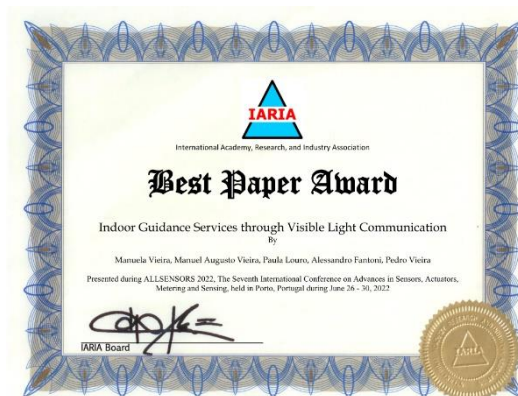 IARIA
International Academy, Research, and Industry Association
Best Paper Award
Indoor Guidance Services through Visible Light Communication
By
Manuela Vieira, Manuel Augusto Vieira, Paula Louro, Alessandro Fantoni, Pedro Vieira
Presented during ALLSENSORS 2022, The Seventh International Conference on Advances in Sensors, Actuators,
Metering and Sensing, held in Porto, Portugal during June 26 - 30, 2022
IARIA Board
IARIA